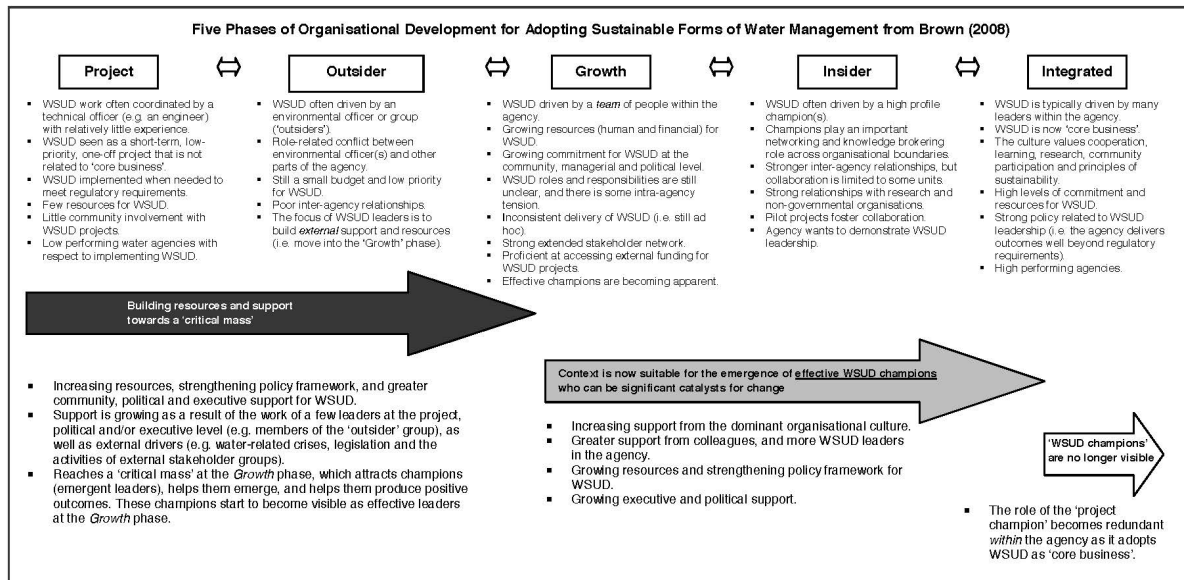 Five Phases of Organisational Development for Adopting Sustainable Forms of Water Management from Brown (2008)
Project
Outsider
Growth
Insider
Integrated
▪ WSUD work often coordinated by a
technical officer (e.g. an engineer)
with relatively little experience.
▪ WSUD seen as a short-term, low-
priority, one-off project that is not
related to ‘core business’.
▪ WSUD implemented when needed to
meet regulatory requirements.
▪ Few resources for WSUD.
▪ Little community involvement with
WSUD projects.
▪ Low performing water agencies with
respect to implementing WSUD.
▪ WSUD often driven by an
environmental officer or group
(‘outsiders’).
▪ Role-related conflict between
environmental officer(s) and other
parts of the agency.
▪ Still a small budget and low priority
for WSUD.
▪ Poor inter-agency relationships.
▪ The focus of WSUD leaders is to
build external support and resources
(i.e. move into the ‘Growth’ phase).
▪ WSUD driven by a team of people within the
agency.
▪ Growing resources (human and financial) for
WSUD.
▪ Growing commitment for WSUD at the
community, managerial and political level.
▪ WSUD roles and responsibilities are still
unclear, and there is some intra-agency
tension.
▪ Inconsistent delivery of WSUD (i.e. still ad
hoc).
▪ Strong extended stakeholder network.
▪ Proficient at accessing external funding for
WSUD projects.
▪ Effective champions are becoming apparent.
▪ WSUD often driven by a high profile
champion(s).
▪ Champions play an important
networking and knowledge brokering
role across organisational boundaries.
▪ Stronger inter-agency relationships, but
collaboration is limited to some units.
▪ Strong relationships with research and
non-governmental organisations.
▪ Pilot projects foster collaboration.
▪ Agency wants to demonstrate WSUD
leadership.
▪ WSUD is typically driven by many
leaders within the agency.
▪ WSUD is now ‘core business’.
▪ The culture values cooperation,
learning, research, community
participation and principles of
sustainability.
▪ High levels of commitment and
resources for WSUD.
▪ Strong policy related to WSUD
leadership (i.e. the agency delivers
outcomes well beyond regulatory
requirements).
▪ High performing agencies.
Building resources and support
towards a ‘critical mass’
▪ Increasing resources, strengthening policy framework, and greater
community, political and executive support for WSUD.
▪ Support is growing as a result of the work of a few leaders at the project,
political and/or executive level (e.g. members of the ‘outsider’ group), as
well as external drivers (e.g. water-related crises, legislation and the
activities of external stakeholder groups).
▪ Reaches a ‘critical mass’ at the Growth phase, which attracts champions
(emergent leaders), helps them emerge, and helps them produce positive
outcomes. These champions start to become visible as effective leaders
at the Growth phase.
Context is now suitable for the emergence of effective WSUD champions
who can be significant catalysts for change
▪ Increasing support from the dominant organisational culture.
▪ Greater support from colleagues, and more WSUD leaders
in the agency.
▪ Growing resources and strengthening policy framework for
WSUD.
▪ Growing executive and political support.
‘WSUD champions’
are no longer visible
▪ The role of the ‘project
champion’ becomes redundant
within the agency as it adopts
WSUD as ‘core business’.